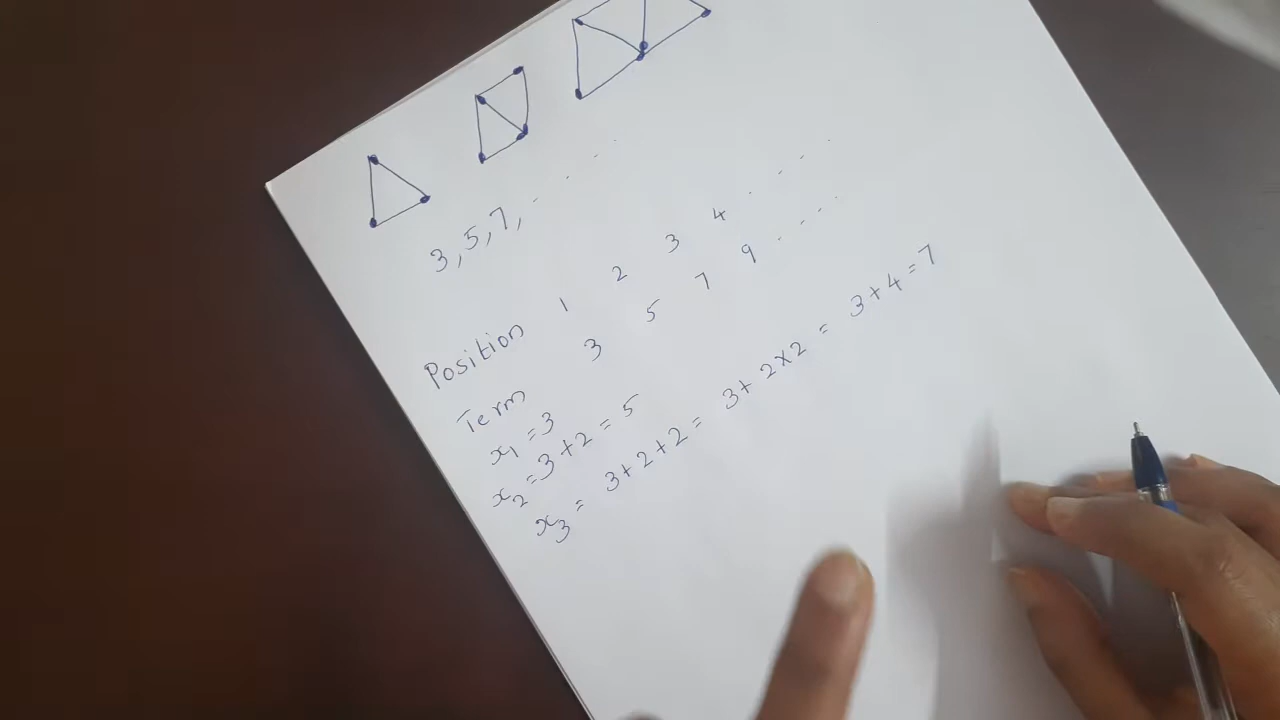 3, 5, 7, - - - .
Position 1 2 3 4 . - - .
Term 3 5 7 9 - - - .
x₁ = 3
x₂ = 3 + 2 = 5
x₃ = 3 + 2 + 2 = 3 + 2 × 2 = 3 + 4 = 7